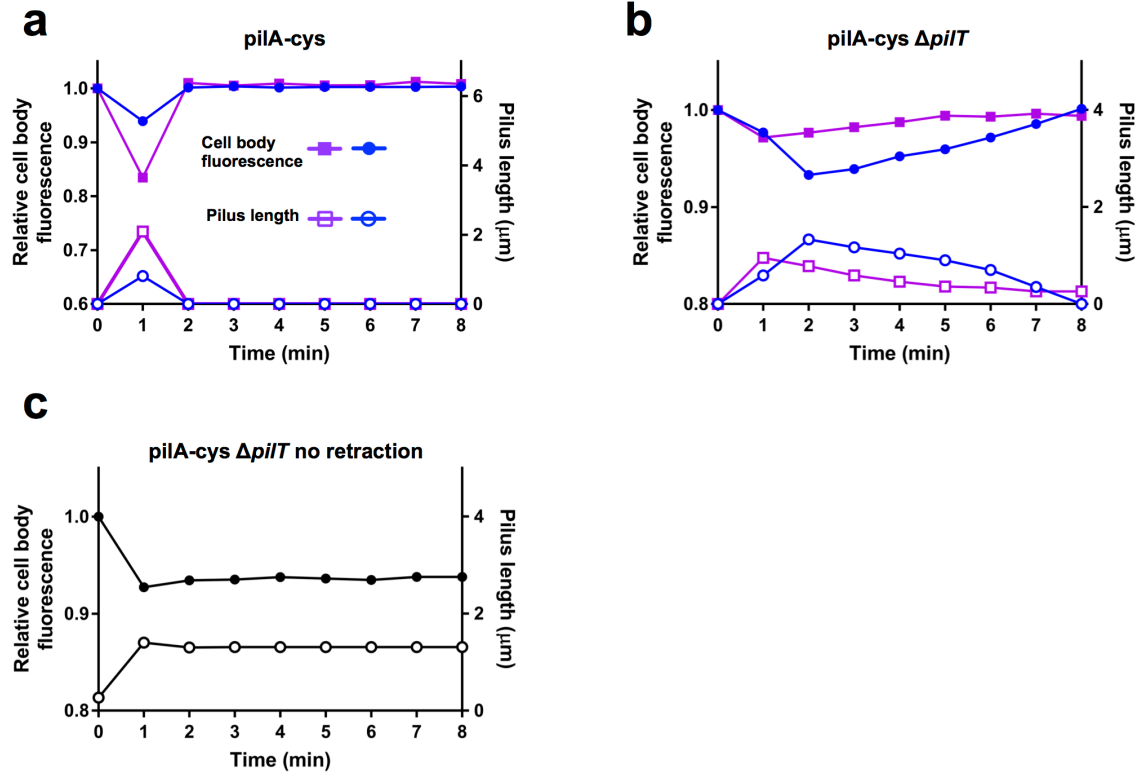 a
pilA-cys
Relative cell body
fluorescence
1.0
0.9
0.8
0.7
0.6
6
4
2
0
Pilus length (μm)
Cell body
fluorescence
Pilus length
0 1 2 3 4 5 6 7 8
Time (min)
b
pilA-cys ΔpilT
Relative cell body
fluorescence
1.0
0.9
0.8
4
2
0
Pilus length (μm)
0 1 2 3 4 5 6 7 8
Time (min)
c
pilA-cys ΔpilT no retraction
Relative cell body
fluorescence
1.0
0.9
0.8
4
2
0
Pilus length (μm)
0 1 2 3 4 5 6 7 8
Time (min)